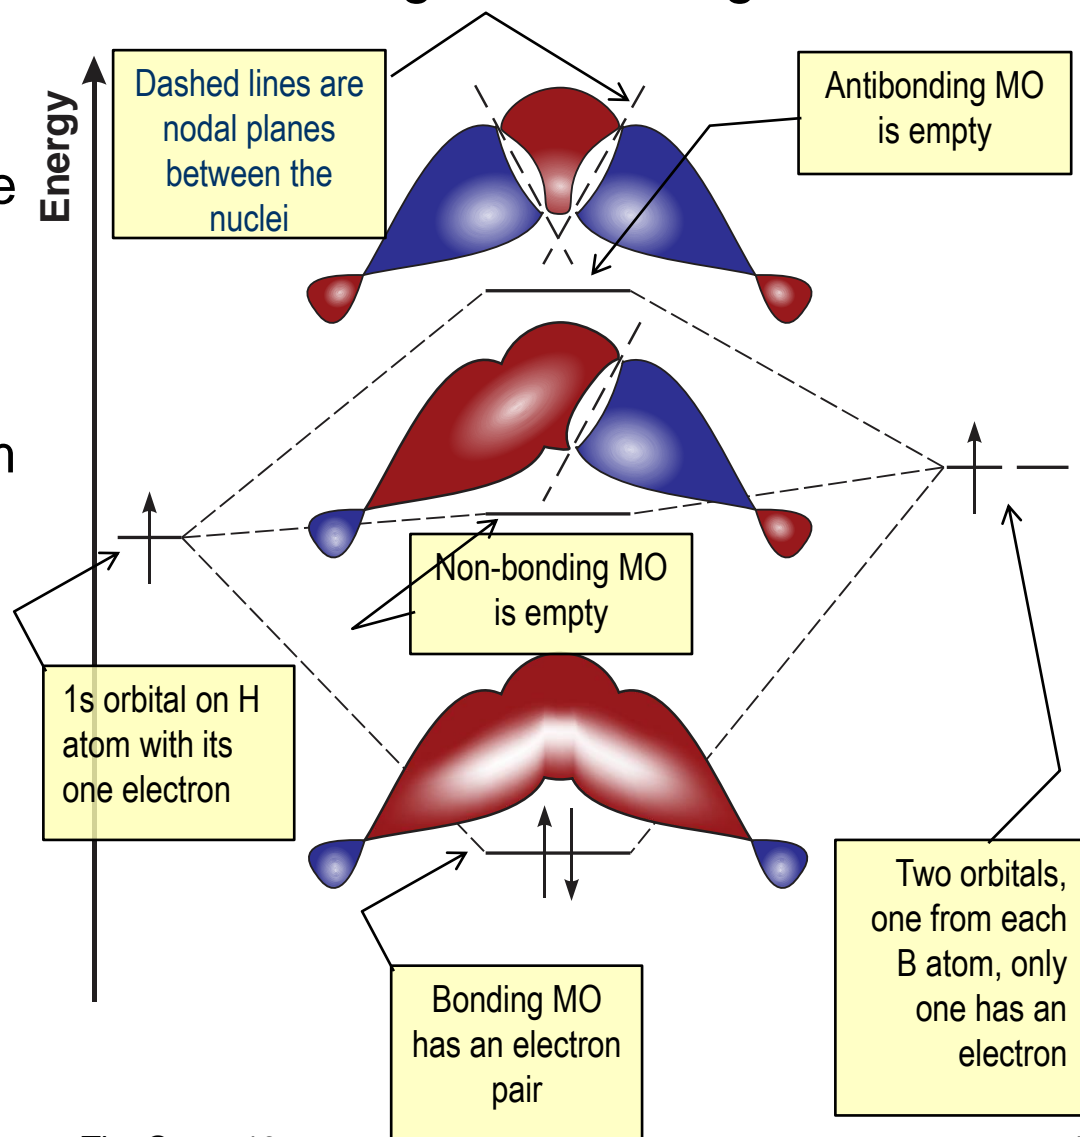 Energy
Dashed lines are
nodal planes
between the
nuclei
Antibonding MO
is empty
e
n
Non-bonding MO
is empty
1s orbital on H
atom with its
one electron
Two orbitals,
one from each
B atom, only
one has an
electron
Bonding MO
has an electron
pair